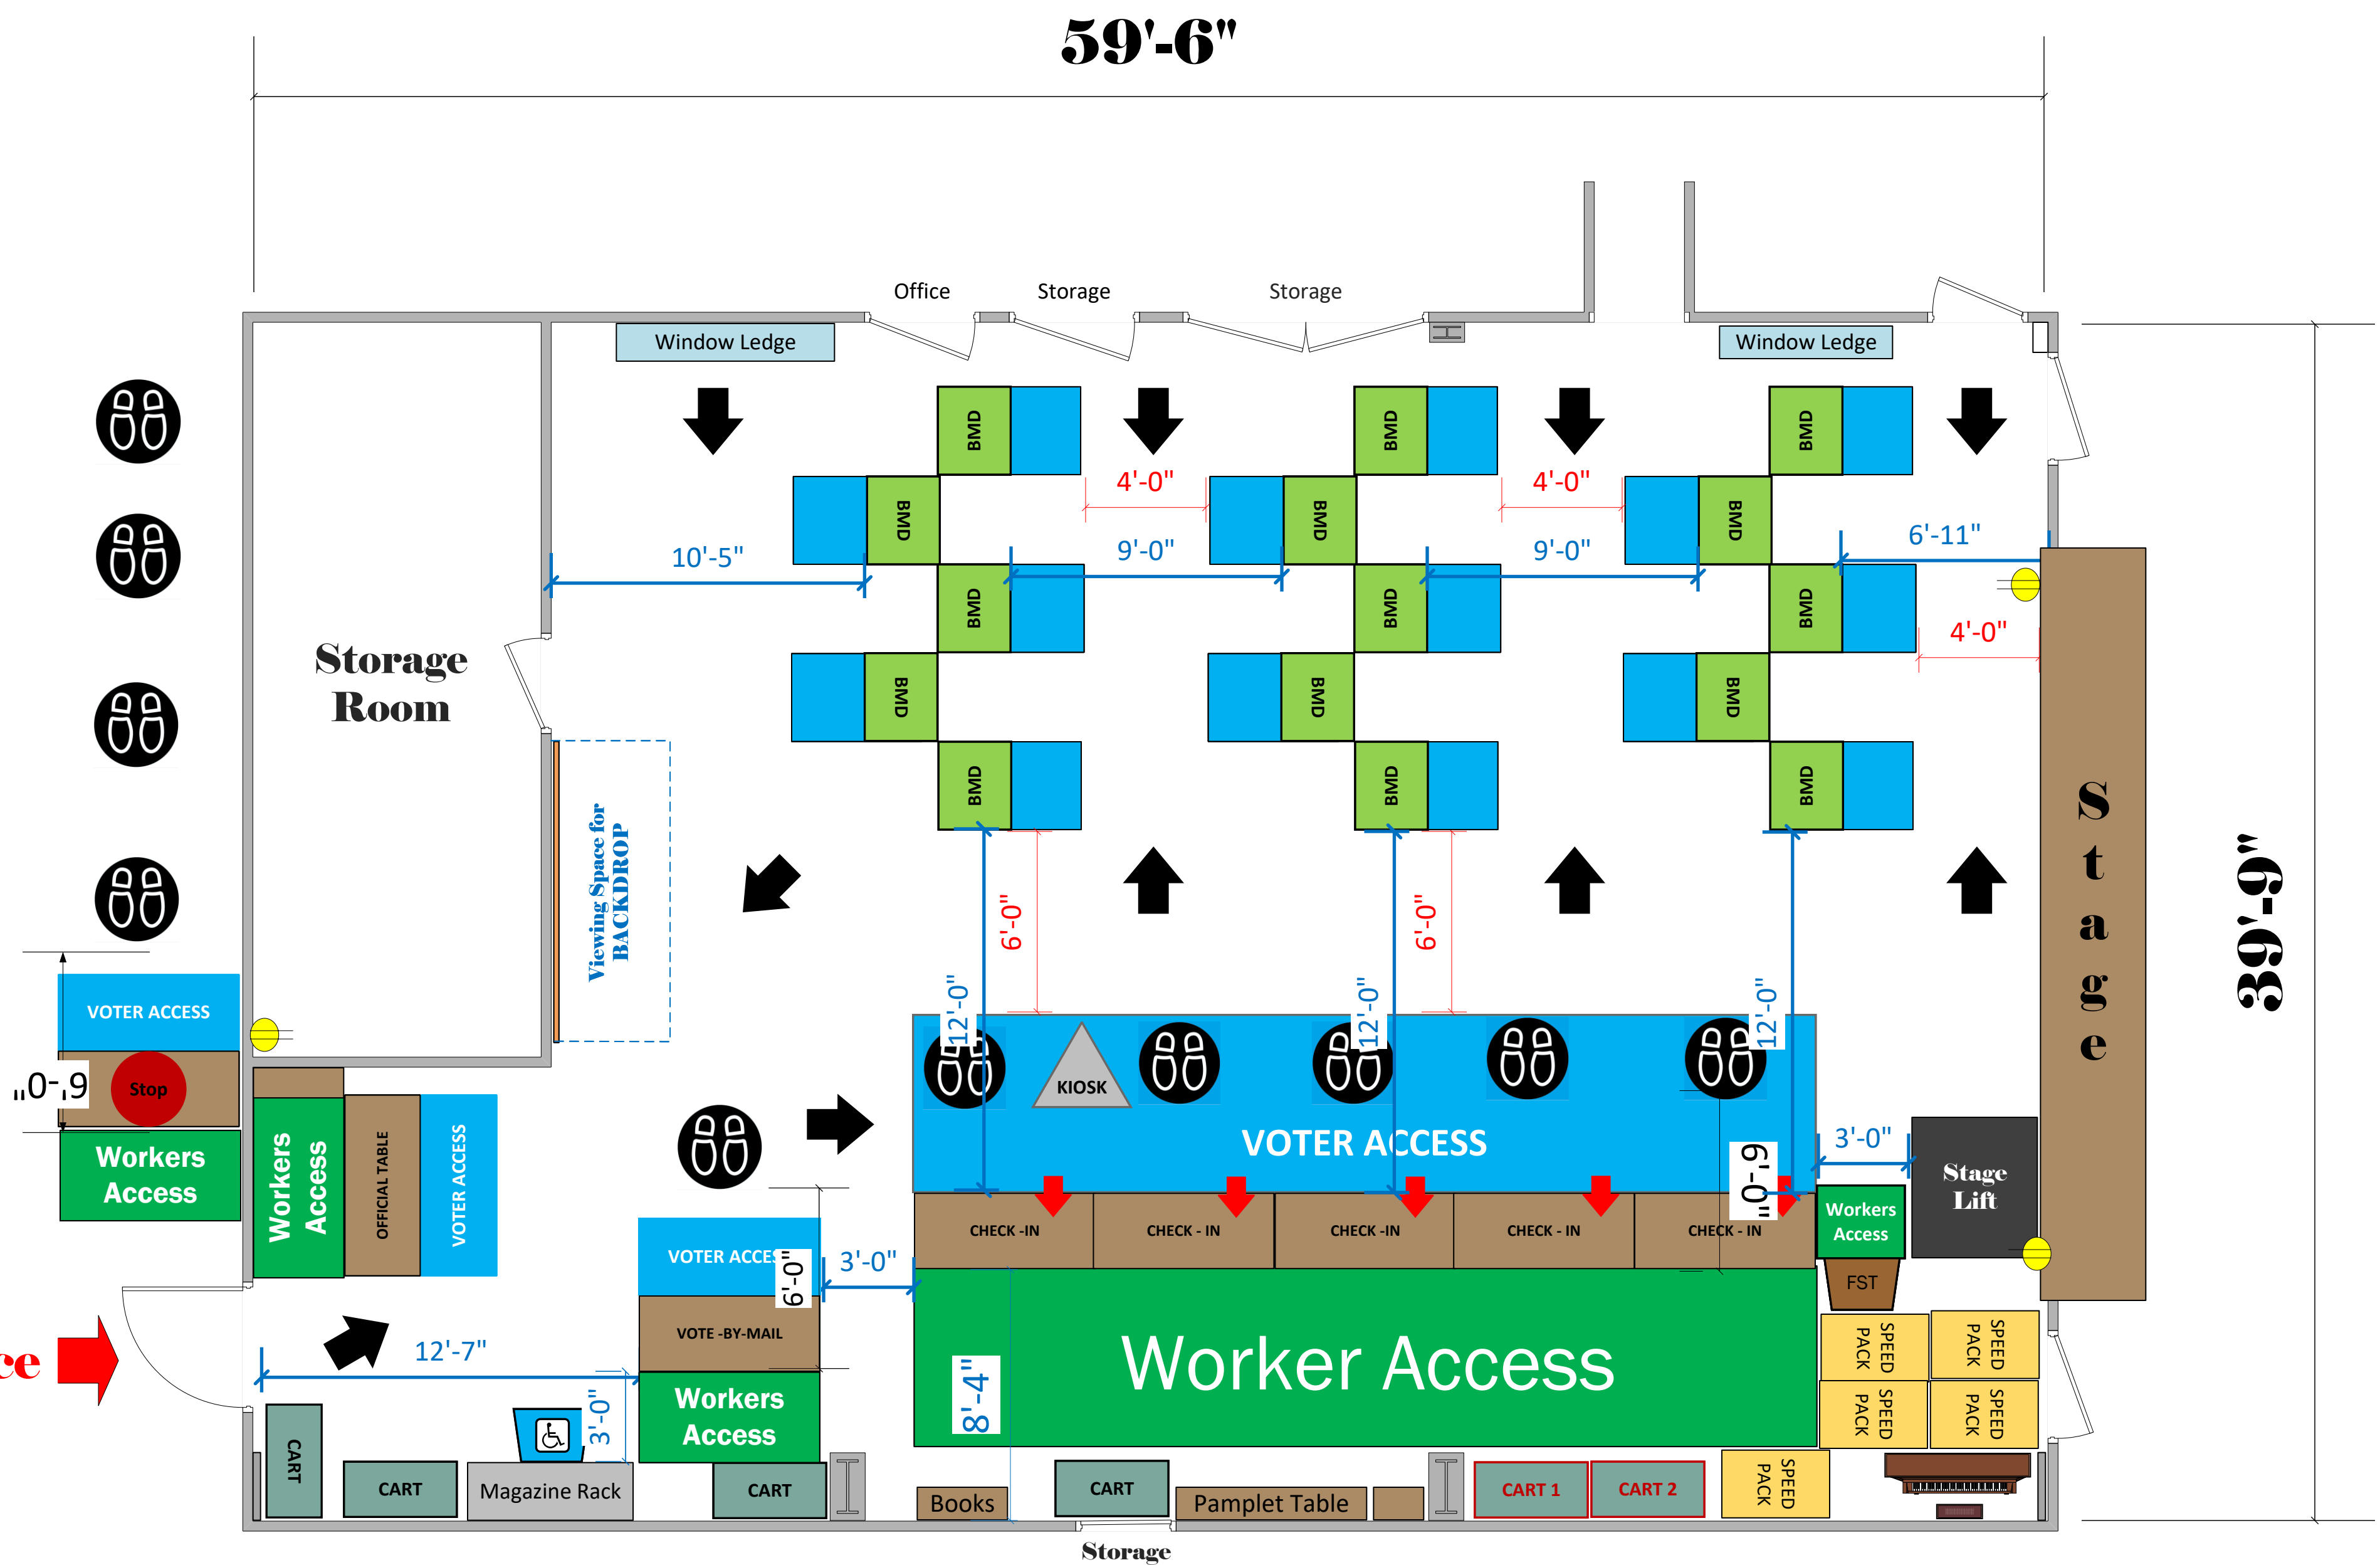 59'-6"
Office
Storage
Storage
Window Ledge
Window Ledge
BMD
BMD
BMD
4'-0"
4'-0"
BMD
BMD
BMD
10'-5"
9'-0"
9'-0"
6'-11"
BMD
BMD
BMD
4'-0"
Storage
Room
BMD
BMD
BMD
BMD
BMD
BMD
Stage
39'-9"
Viewing Space for
BACKDROP
6'-0"
6'-0"
12'-0"
12'-0"
12'-0"
VOTER ACCESS
6'-0"
Stop
Workers
Access
Workers
Access
OFFICIAL TABLE
VOTER ACCESS
KIOSK
VOTER ACCESS
6'-0"
3'-0"
Stage
Lift
CHECK -IN
CHECK - IN
CHECK -IN
CHECK - IN
CHECK - IN
Workers
Access
FST
VOTER ACCES
6'-0"
3'-0"
VOTE -BY-MAIL
Workers
Access
3'-0"
12'-7"
ce
Worker Access
8'-4"
SPEED
PACK
SPEED
PACK
SPEED
PACK
SPEED
PACK
SPEED
PACK
CART
CART
Magazine Rack
CART
Books
CART
Pamplet Table
CART 1
CART 2
Storage